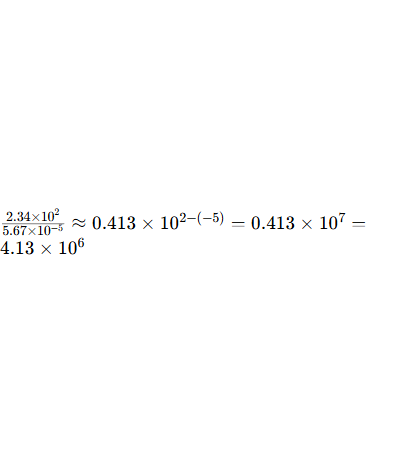 \frac{2.34×10^2}{5.67×10^{-5}} ≈ 0.413 × 10^{2−(−5)} = 0.413 × 10^7 =
4.13 × 10^6